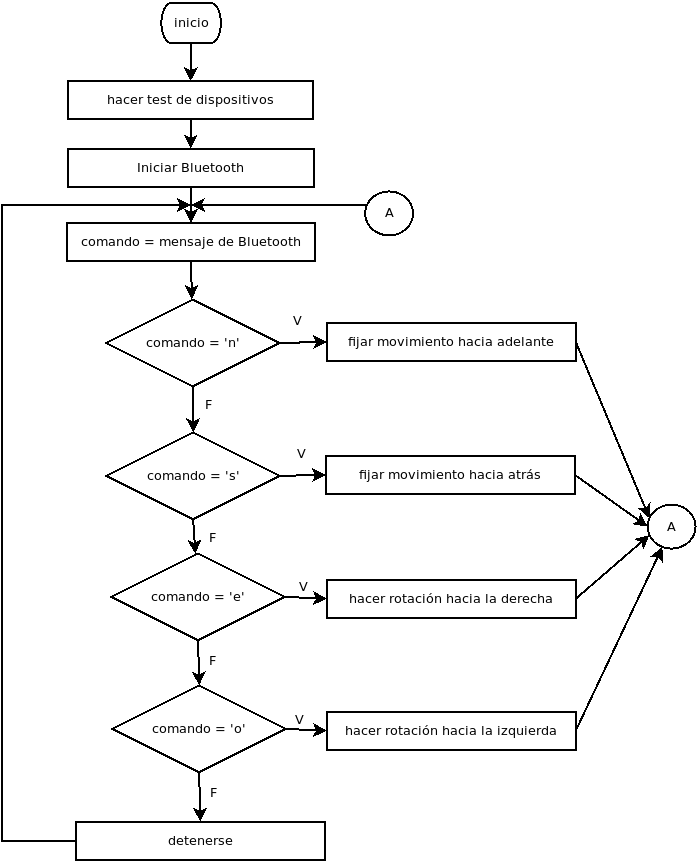 inicio
hacer test de dispositivos
Iniciar Bluetooth
A
comando = mensaje de Bluetooth
comando = 'n'
V
fijar movimiento hacia adelante
F
comando = 's'
V
fijar movimiento hacia atrás
A
F
comando = 'e'
V
hacer rotación hacia la derecha
F
comando = 'o'
V
hacer rotación hacia la izquierda
F
detenerse